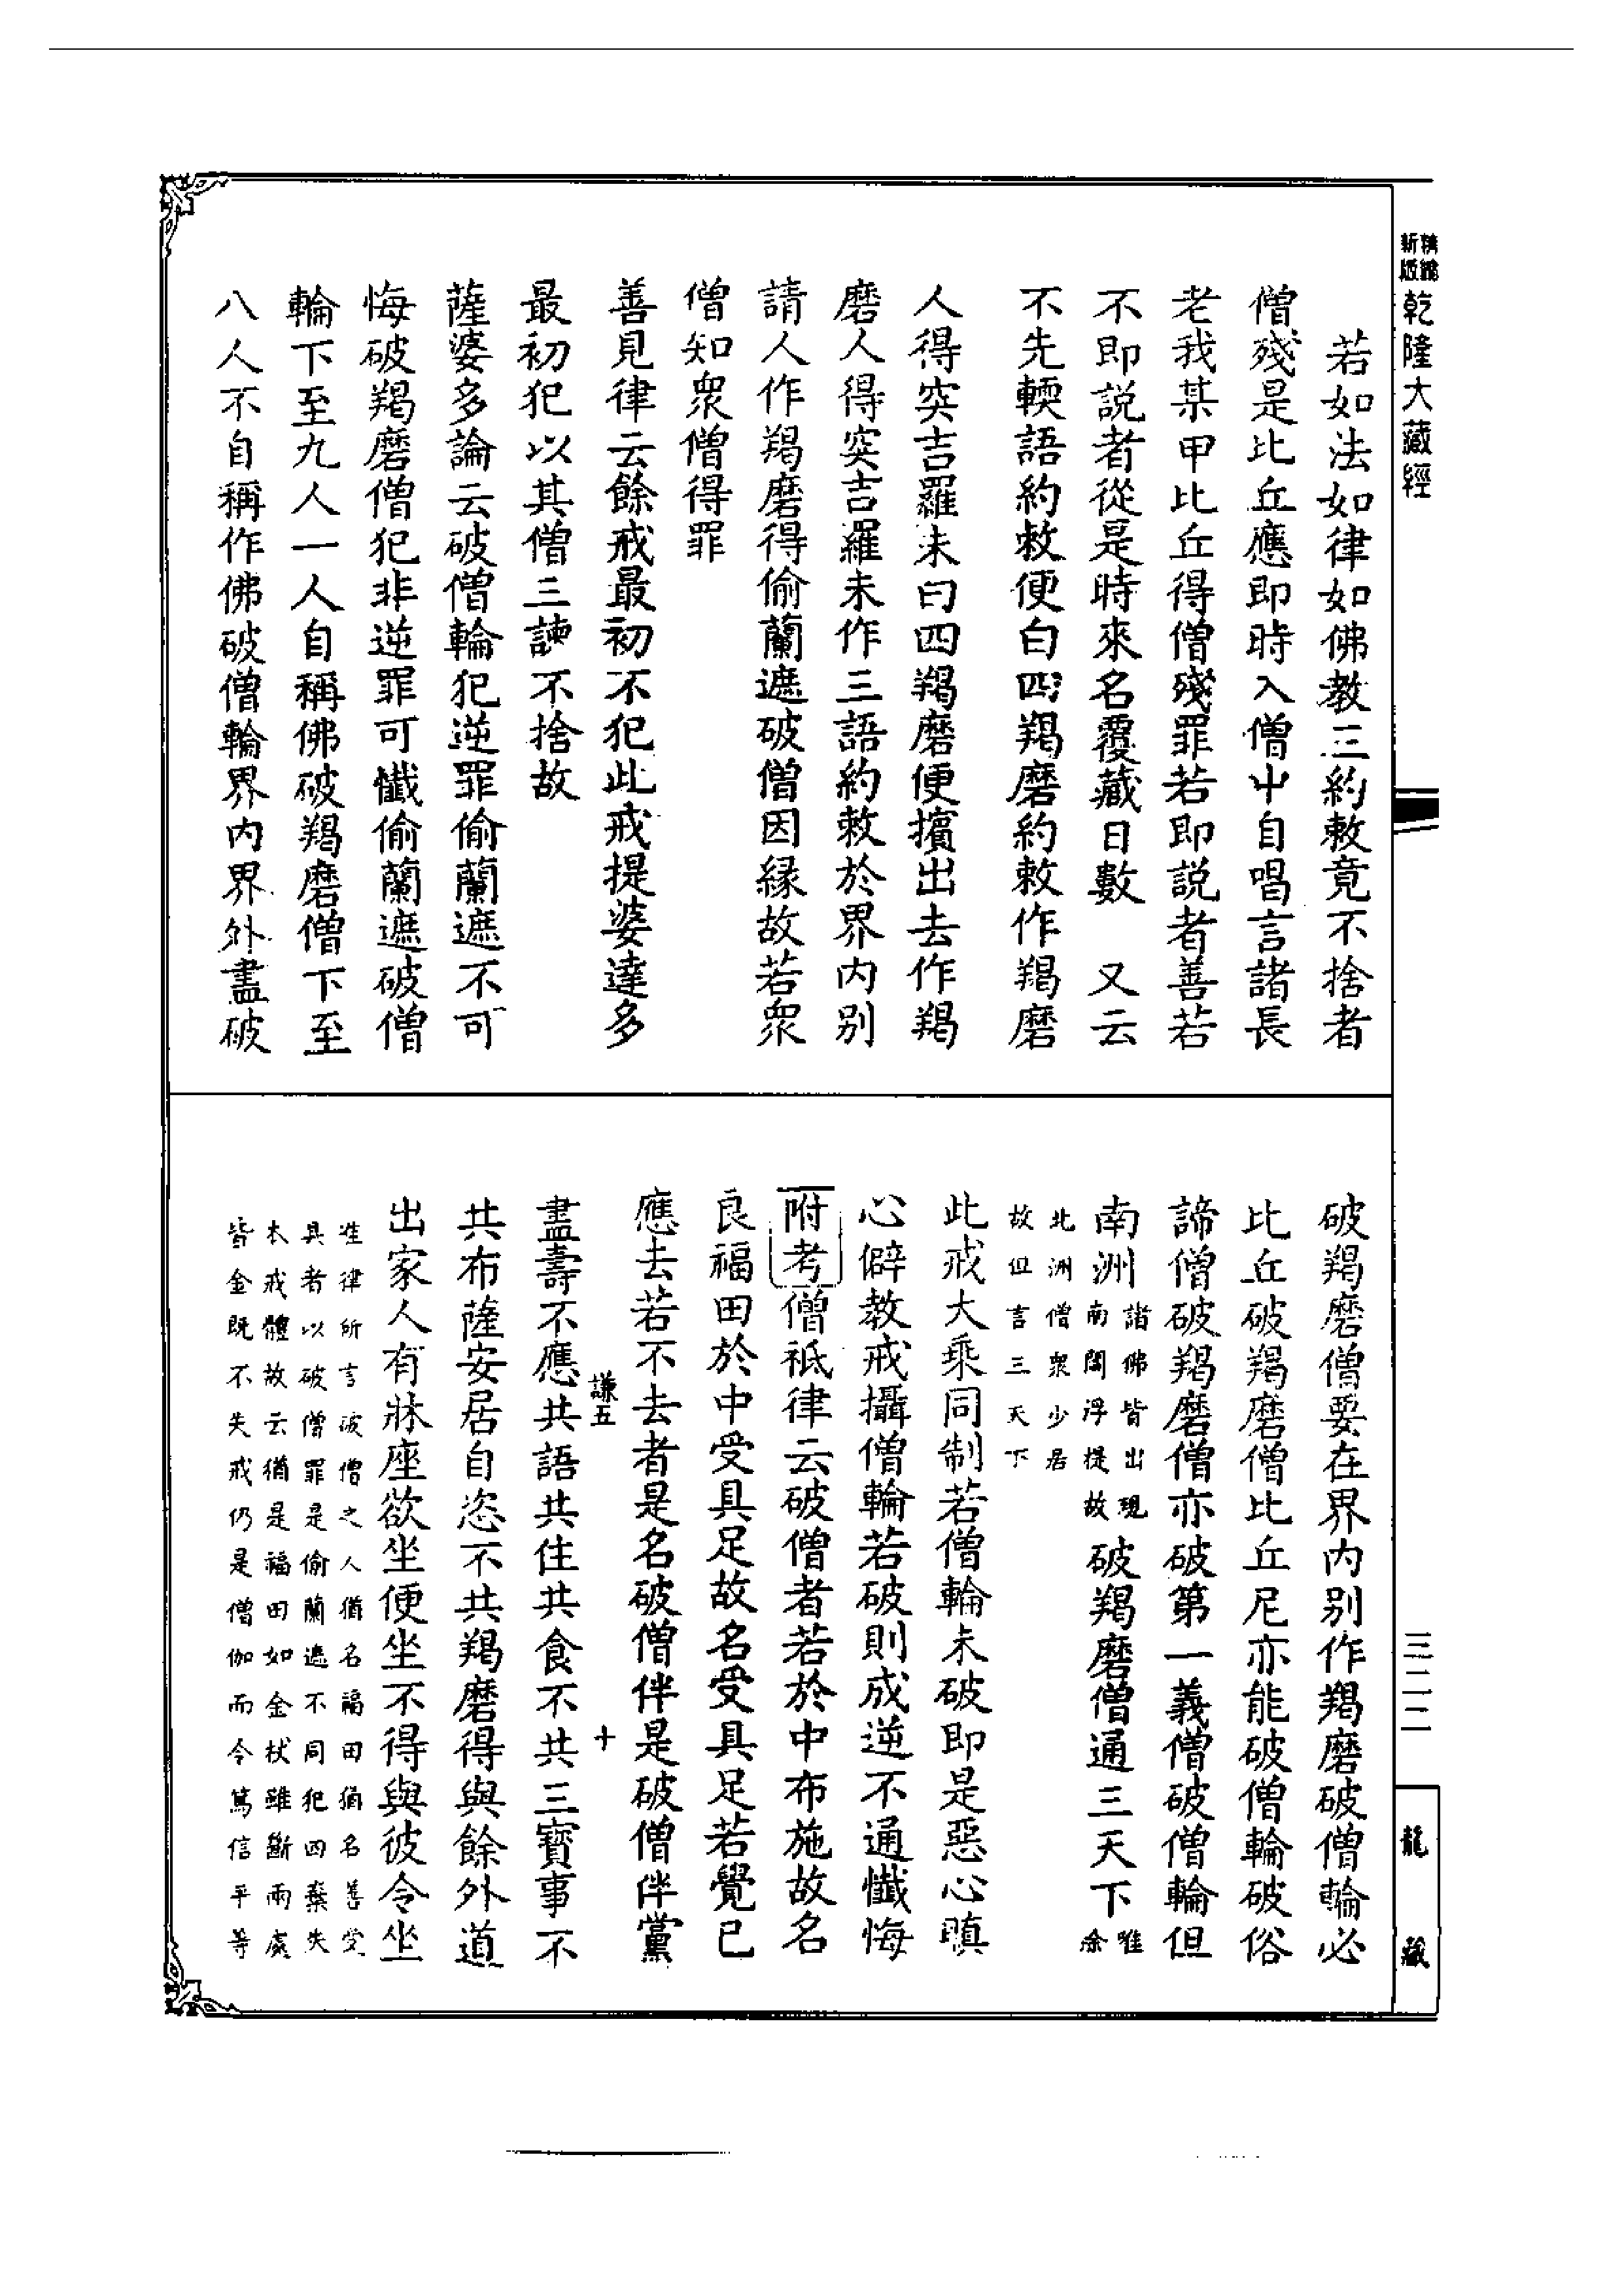 精編新版
乾隆大藏經
若如法如律如佛教三約敕竟不捨者
僧殘是比丘應即時入僧中自唱言諸長
老我某甲比丘得僧殘罪若即説者善若
不即説者從是時來名覆藏日數　又云
不先輭語約敕便白四羯磨約敕作羯磨
人得突吉羅未白四羯磨便擯出去作羯
磨人得突吉羅未作三語約敕於界内别
請人作羯磨得偷蘭遮破僧因緣故若衆
僧知衆僧得罪
善見律云餘戒最初不犯此戒提婆達多
最初犯以其僧三諫不捨故
薩婆多論云破僧輪犯逆罪偷蘭遮不可
悔破羯磨僧犯非逆罪可懺偷蘭遮破僧
輪下至九人一人自稱佛破羯磨僧下至
八人不自稱作佛破僧輪界内界外盡破
破羯磨僧要在界内别作羯磨破僧輪必
比丘破羯磨僧比丘尼亦能破僧輪破俗
諦僧破羯磨僧亦破第一義僧破僧輪但
南洲諸佛皆出現南閻浮提故破羯磨僧通三天下唯余
北洲僧衆少居故但言三天下
此戒大乘同制若僧輪未破即是惡心瞋
心僻教戒攝僧輪若破則成逆不通懺悔
附考僧祇律云破僧者若於中布施故名
良福田於中受具足故名受具足若覺已
應去若不去者是名破僧伴是破僧伴黨
謙五　十
盡壽不應共語共住共食不共三寶事不
共布薩安居自恣不共羯磨得與餘外道
出家人有牀座欲坐便坐不得與彼令坐
准律所言破僧之人猶名福田猶名善受
具者以破僧罪是偷蘭遮不同犯四棄失
本戒體故云猶是福田如金杖雖斷兩處
皆金既不失戒仍是僧伽而令篤信平等
三二二
龍藏